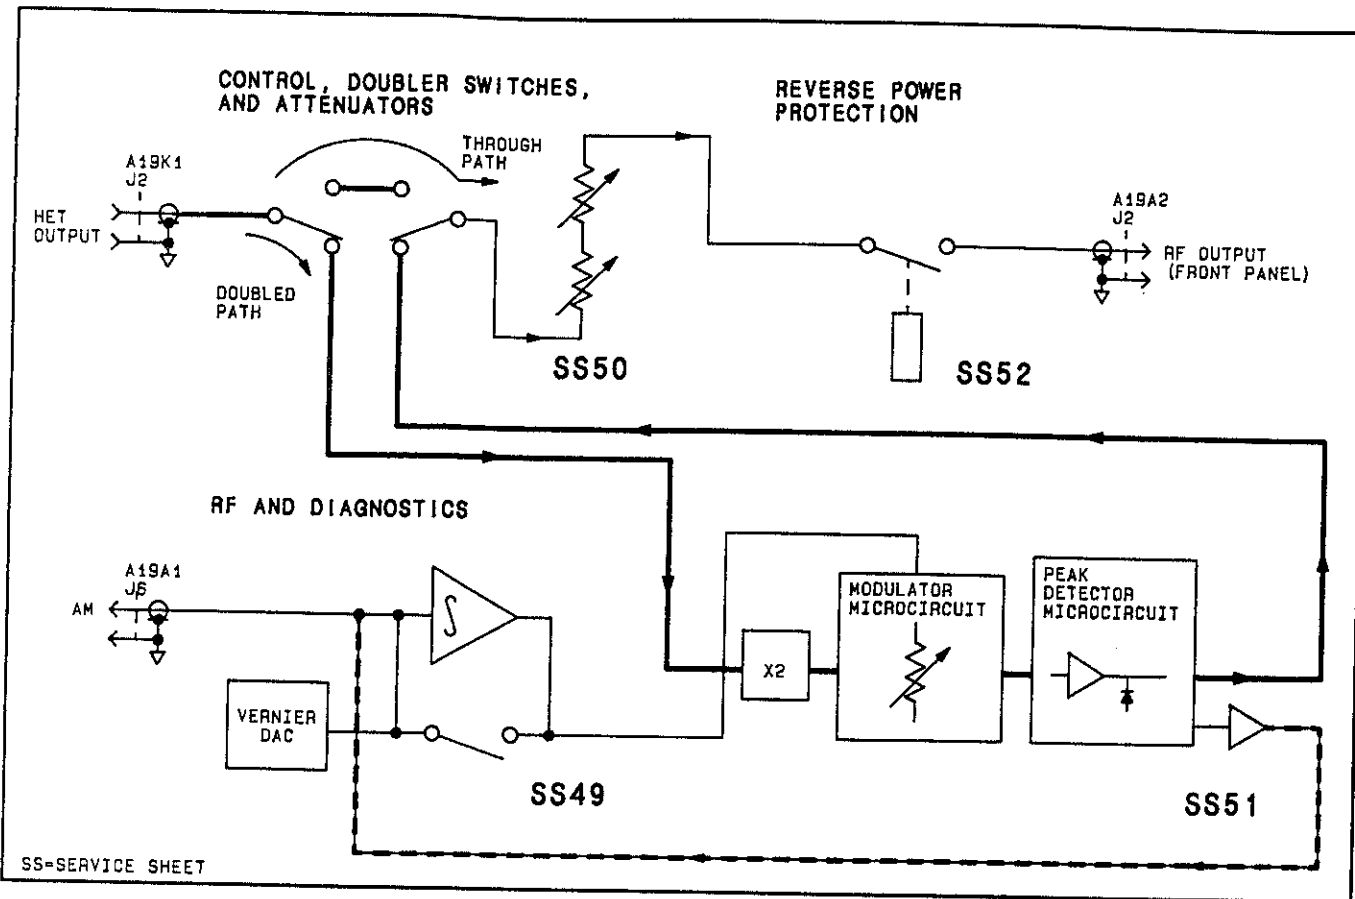 CONTROL, DOUBLER SWITCHES,
AND ATTENUATORS
REVERSE POWER
PROTECTION
THROUGH
PATH
A19K1
J2
HET
OUTPUT
DOUBLED
PATH
A19A2
J2
RF OUTPUT
(FRONT PANEL)
SS50
SS52
RF AND DIAGNOSTICS
A19A1
J6
AM
MODULATOR
MICROCIRCUIT
PEAK
DETECTOR
MICROCIRCUIT
∫
X2
VERNIER
DAC
SS49
SS51
SS=SERVICE SHEET